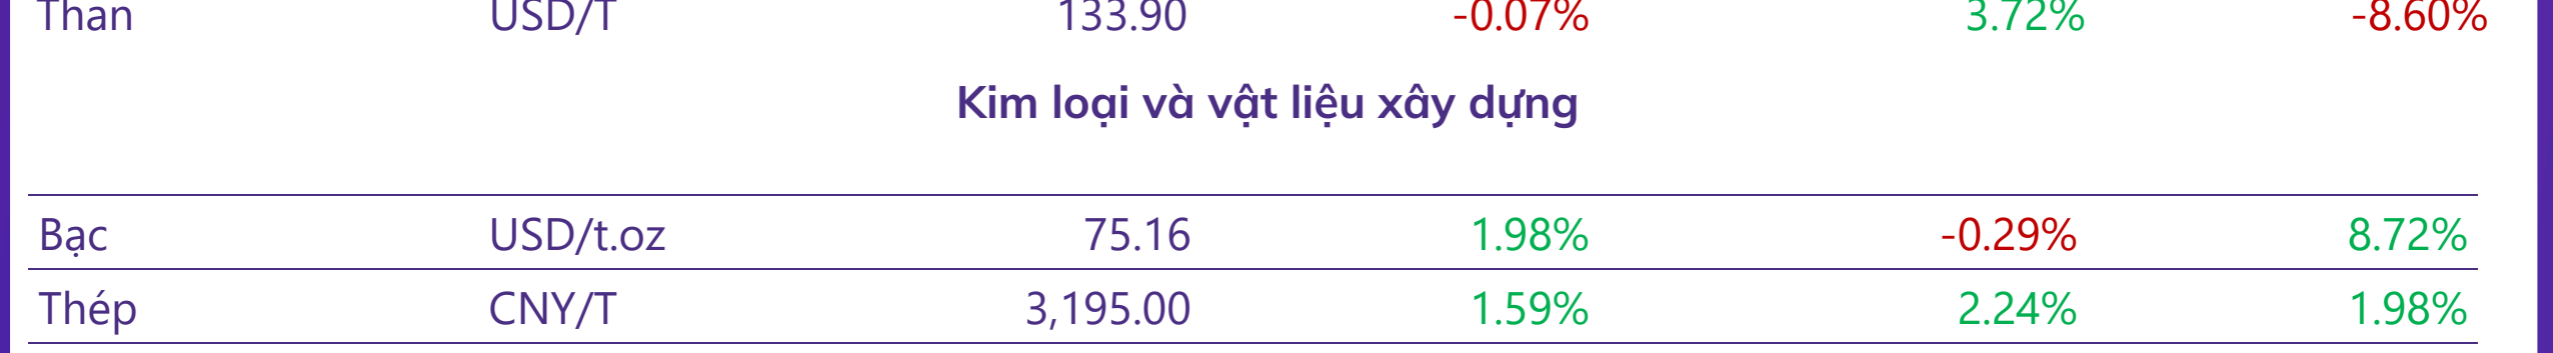 Than USD/T 133.90 -0.07% 3.72% -8.60%
Kim loại và vật liệu xây dựng
Bạc USD/t.oz 75.16 1.98% -0.29% 8.72%
Thép CNY/T 3,195.00 1.59% 2.24% 1.98%